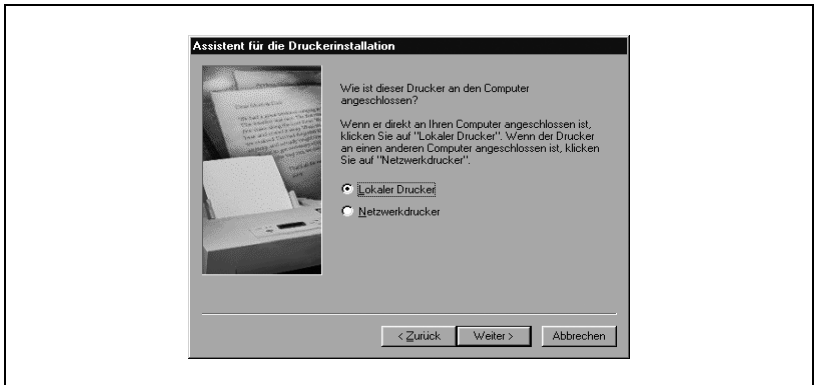 Assistent für die Druckerinstallation
Wie ist dieser Drucker an den Computer
angeschlossen?
Wenn er direkt an Ihren Computer angeschlossen ist,
klicken Sie auf "Lokaler Drucker". Wenn der Drucker
an einen anderen Computer angeschlossen ist, klicken
Sie auf "Netzwerkdrucker".
Lokaler Drucker
Netzwerkdrucker
< Zurück
Weiter >
Abbrechen